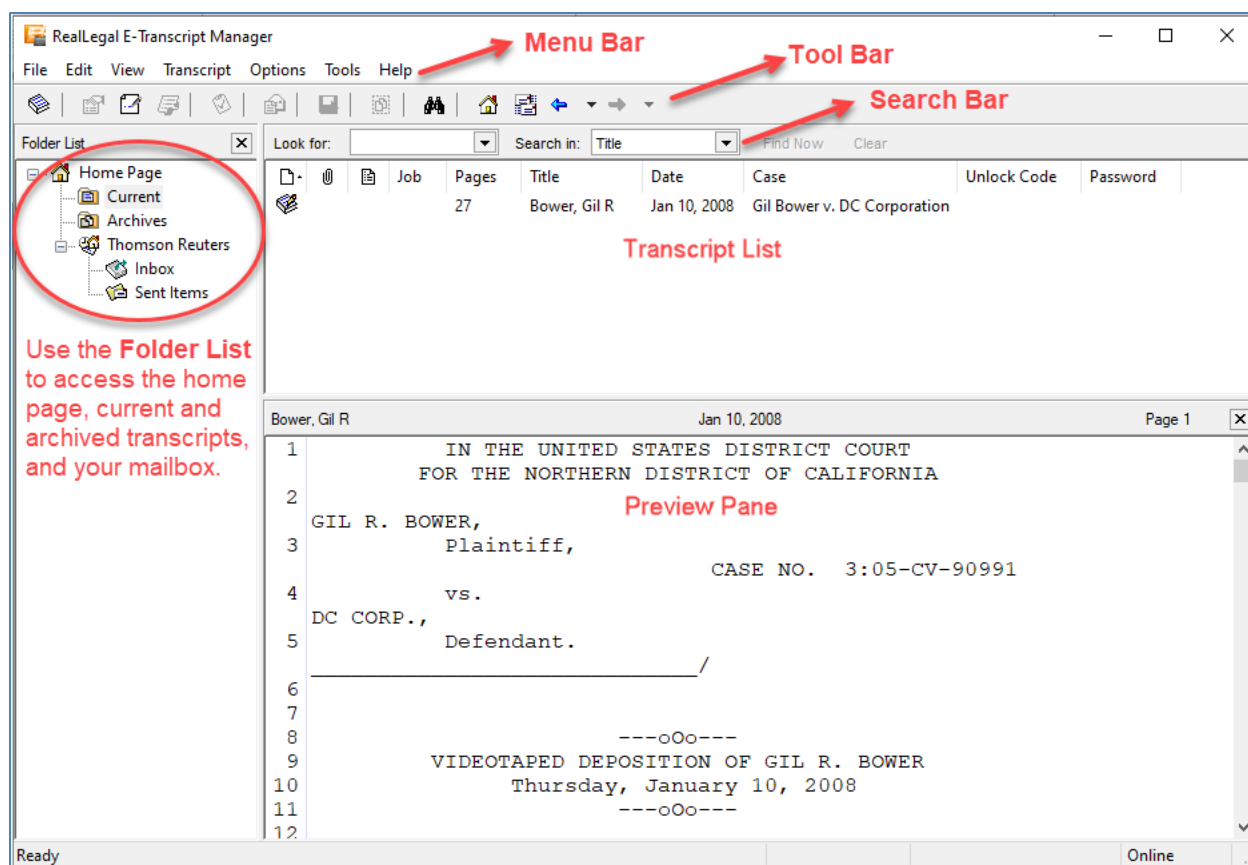 RealLegal E-Transcript Manager
Menu Bar
Tool Bar
File Edit View Transcript Options Tools Help
Search Bar
Folder List
Look for: Search in: Title Find Now Clear
Home Page
Current
Archives
Thomson Reuters
Inbox
Sent Items
Job Pages Title Date Case Unlock Code Password
27 Bower, Gil R Jan 10, 2008 Gil Bower v. DC Corporation
Transcript List
Use the Folder List
to access the home
page, current and
archived transcripts,
and your mailbox.
Bower, Gil R Jan 10, 2008 Page 1
1 IN THE UNITED STATES DISTRICT COURT
FOR THE NORTHERN DISTRICT OF CALIFORNIA
2
Preview Pane
GIL R. BOWER,
3 Plaintiff,
CASE NO. 3:05-CV-90991
4 vs.
DC CORP.,
5 Defendant.
_____________________________/
6
7
8 ---oOo---
9 VIDEOTAPED DEPOSITION OF GIL R. BOWER
10 Thursday, January 10, 2008
11 ---oOo---
12
Ready Online